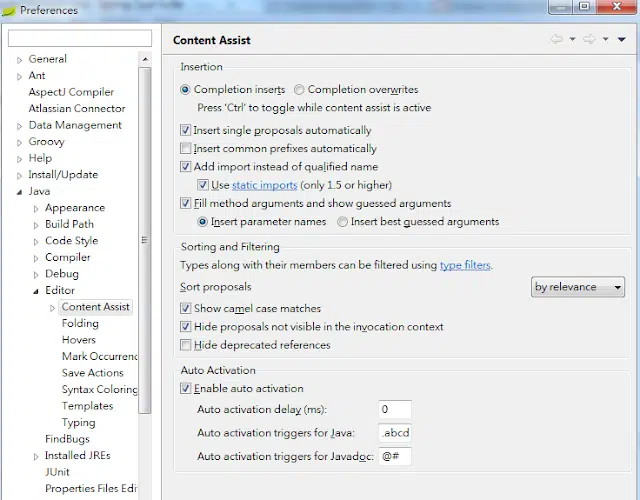 Preferences
General
Ant
AspectJ Compiler
Atlassian Connector
Data Management
Groovy
Help
Install/Update
Java
Appearance
Build Path
Code Style
Compiler
Debug
Editor
Content Assist
Folding
Hovers
Mark Occurrenc
Save Actions
Syntax Coloring
Templates
Typing
FindBugs
Installed JREs
JUnit
Properties Files Edi
Content Assist
Insertion
Completion inserts Completion overwrites
Press 'Ctrl' to toggle while content assist is active
Insert single proposals automatically
Insert common prefixes automatically
Add import instead of qualified name
Use static imports (only 1.5 or higher)
Fill method arguments and show guessed arguments
Insert parameter names Insert best guessed arguments
Sorting and Filtering
Types along with their members can be filtered using type filters.
Sort proposals by relevance
Show camel case matches
Hide proposals not visible in the invocation context
Hide deprecated references
Auto Activation
Enable auto activation
Auto activation delay (ms): 0
Auto activation triggers for Java: .abcd
Auto activation triggers for Javadoc: @#